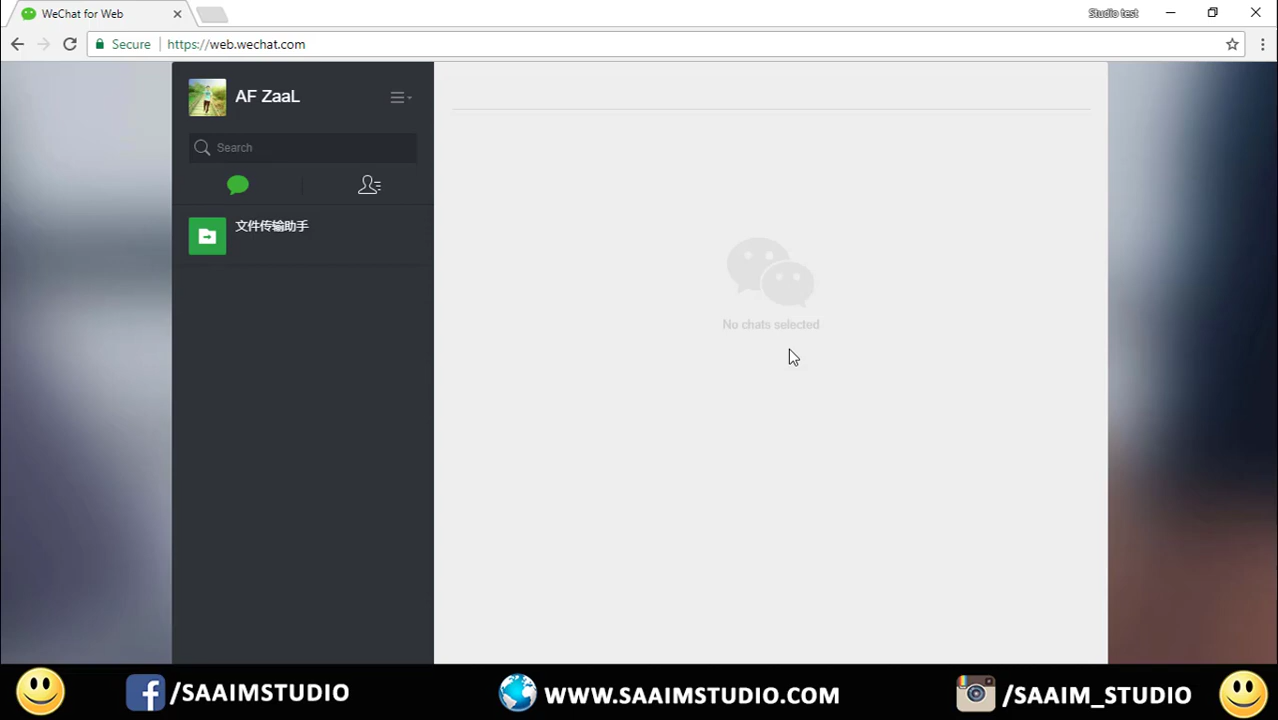 WeChat for Web
Studio test
Secure
https://web.wechat.com
AF ZaaL
Search
文件传输助手
No chats selected
/SAAIMSTUDIO
WWW.SAAIMSTUDIO.COM
/SAAIM_STUDIO